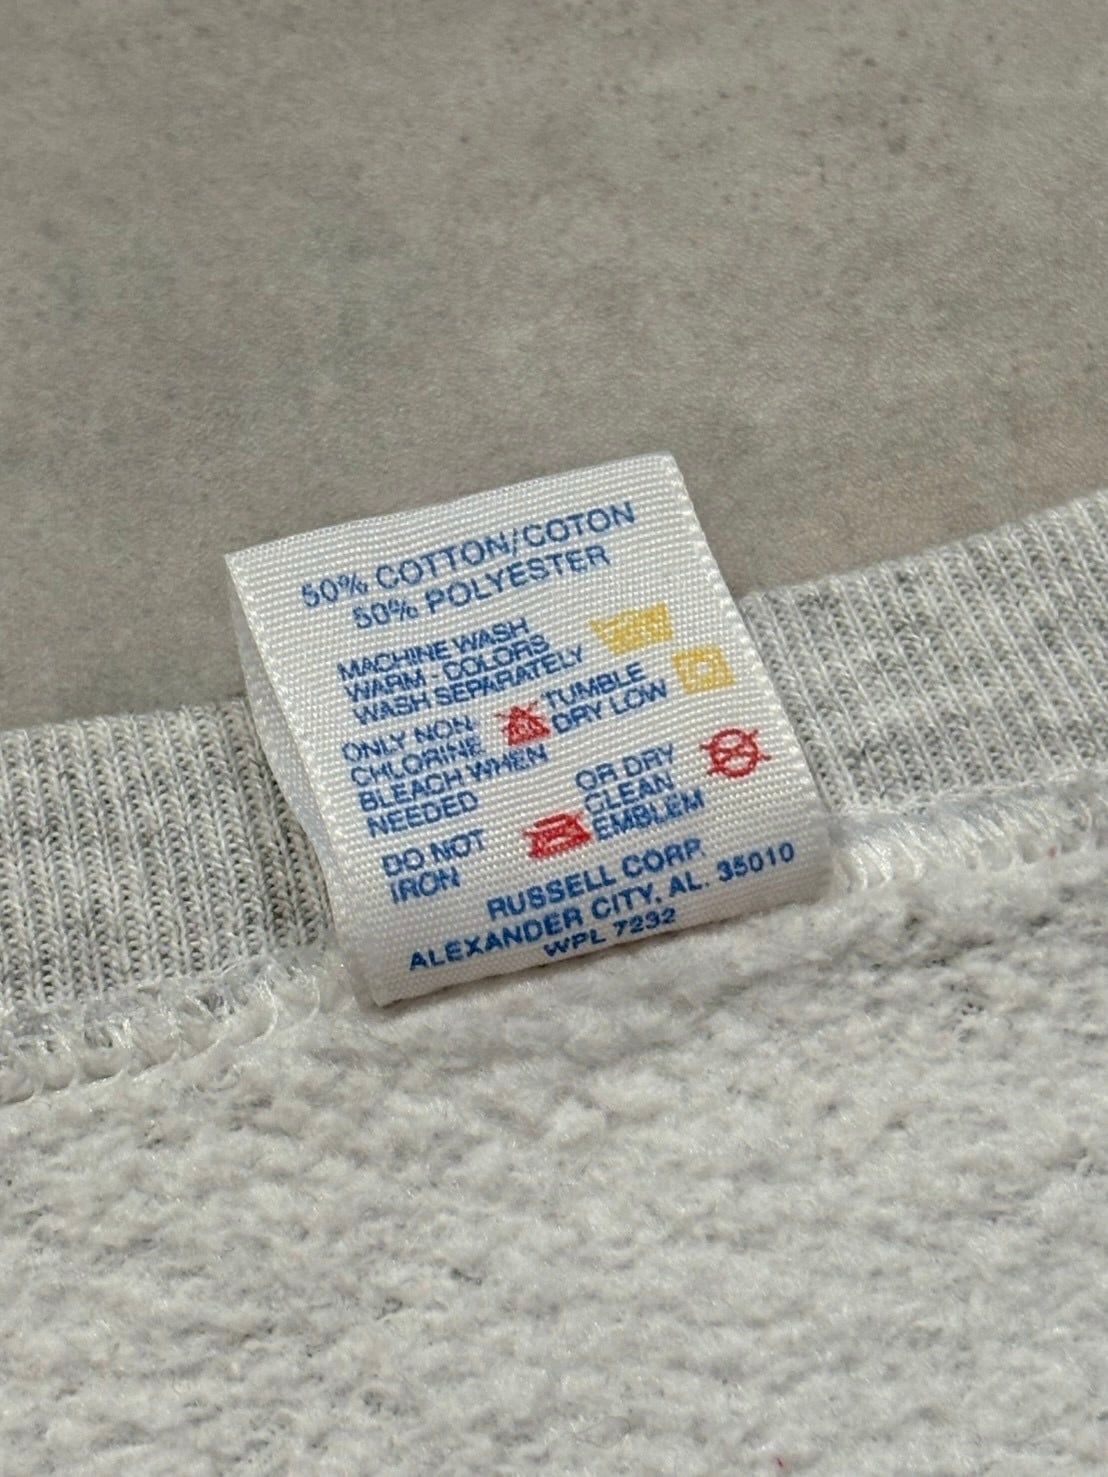 50% COTTON/COTON
50% POLYESTER
MACHINE WASH
WARM - COLORS
WASH SEPARATELY
ONLY NON
CHLORINE
BLEACH WHEN
NEEDED
TUMBLE
DRY LOW
DO NOT
IRON
OR DRY
CLEAN
EMBLEM
RUSSELL CORP.
ALEXANDER CITY, AL. 35010
WPL 7232